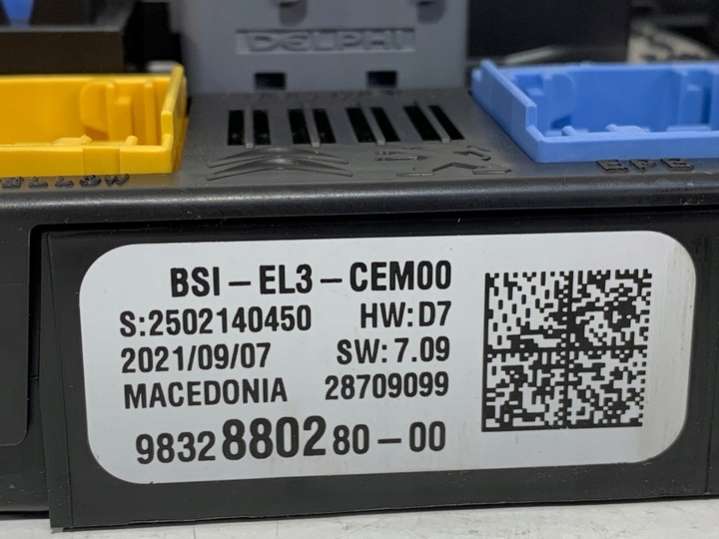 DELPHI
BSI-EL3-CEM00
S:2502140450 HW:D7
2021/09/07 SW:7.09
MACEDONIA 28709099
9832880280-00